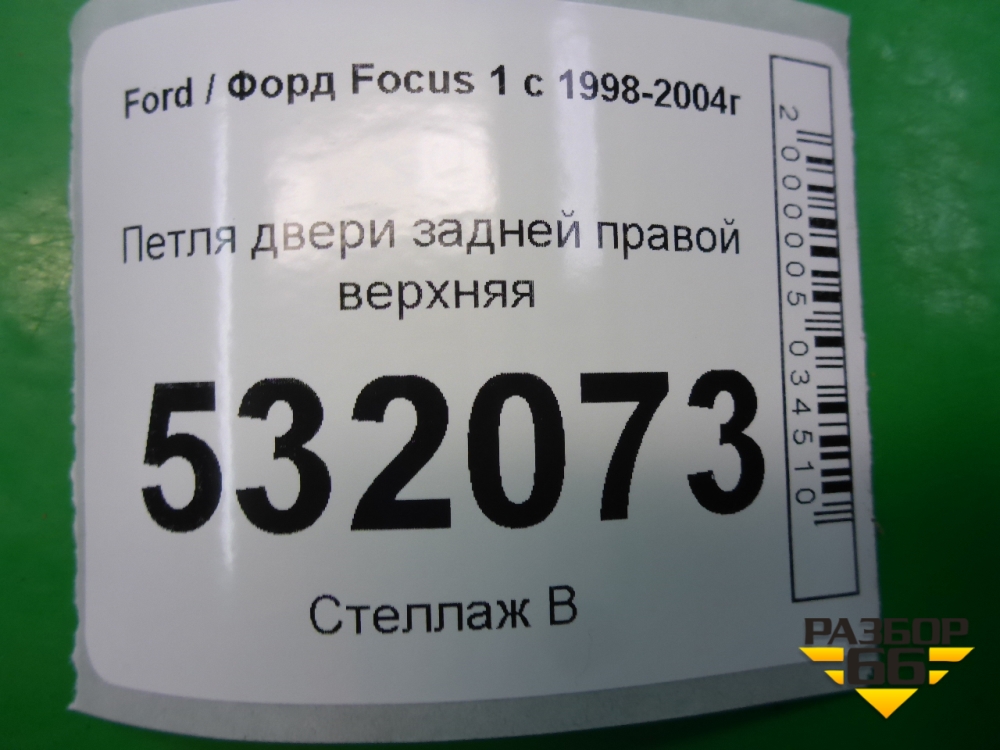 Ford / Форд Focus 1 с 1998-2004г
Петля двери задней правой
верхняя
532073
Стеллаж В
2000005034510
РАЗБОР
66